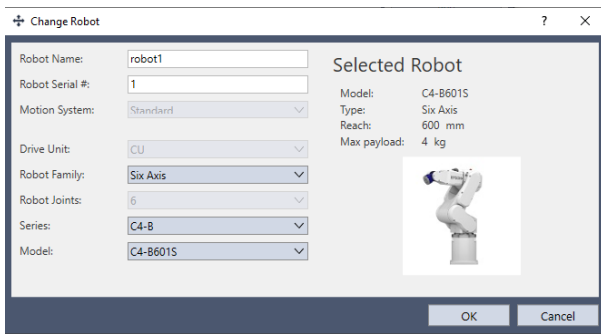 Change Robot
? ×
Robot Name: robot1
Robot Serial #: 1
Motion System: Standard
Drive Unit: CU
Robot Family: Six Axis
Robot Joints: 6
Series: C4-B
Model: C4-B601S
Selected Robot
Model: C4-B601S
Type: Six Axis
Reach: 600 mm
Max payload: 4 kg
OK Cancel